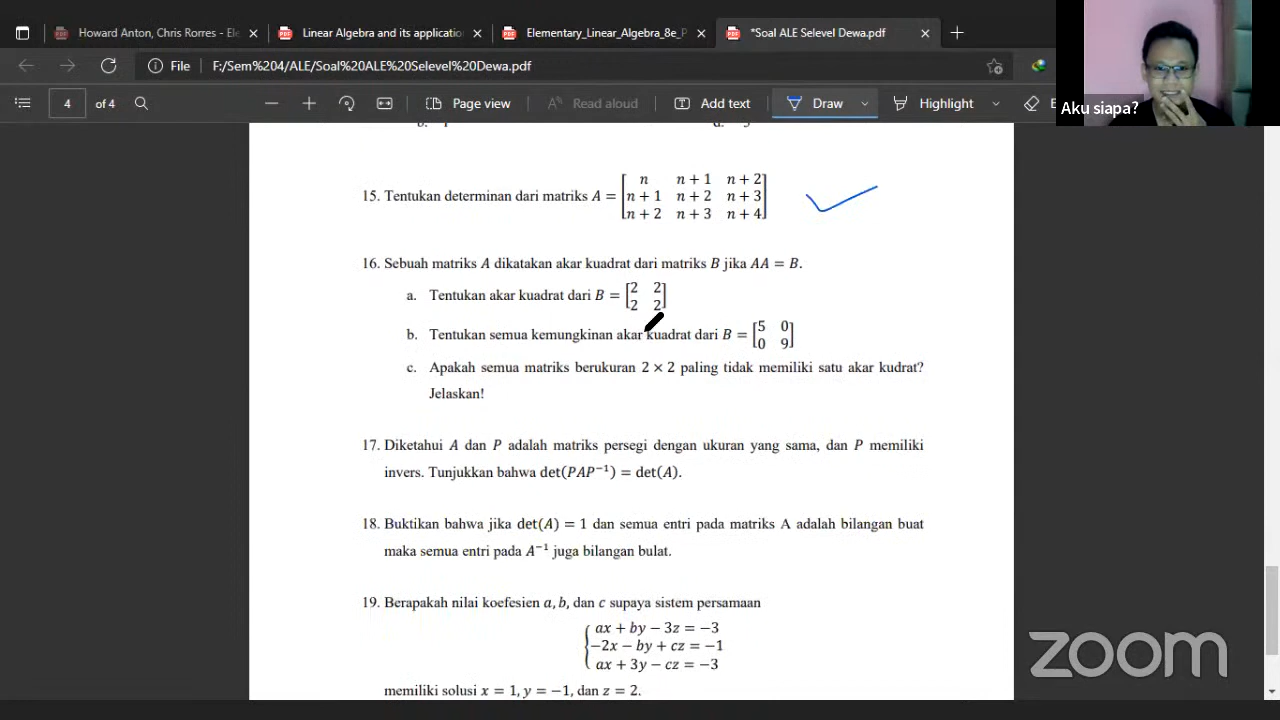 Howard Anton, Chris Rorres - Ele
Linear Algebra and its applicatio
Elementary_Linear_Algebra_8e_P
*Soal ALE Selevel Dewa.pdf
File
F:/Sem%204/ALE/Soal%20ALE%20Selevel%20Dewa.pdf
4 of 4
Page view
Read aloud
Add text
Draw
Highlight
Aku siapa?
15. Tentukan determinan dari matriks A = [n n + 1 n + 2
n + 1 n + 2 n + 3
n + 2 n + 3 n + 4]
16. Sebuah matriks A dikatakan akar kuadrat dari matriks B jika AA = B.
a. Tentukan akar kuadrat dari B = [2 2
2 2]
b. Tentukan semua kemungkinan akar kuadrat dari B = [5 0
0 9]
c. Apakah semua matriks berukuran 2 × 2 paling tidak memiliki satu akar kudrat?
Jelaskan!
17. Diketahui A dan P adalah matriks persegi dengan ukuran yang sama, dan P memiliki
invers. Tunjukkan bahwa det(PAP⁻¹) = det(A).
18. Buktikan bahwa jika det(A) = 1 dan semua entri pada matriks A adalah bilangan buat
maka semua entri pada A⁻¹ juga bilangan bulat.
19. Berapakah nilai koefesien a, b, dan c supaya sistem persamaan
ax + by − 3z = −3
−2x − by + cz = −1
ax + 3y − cz = −3
memiliki solusi x = 1, y = −1, dan z = 2.
zoom